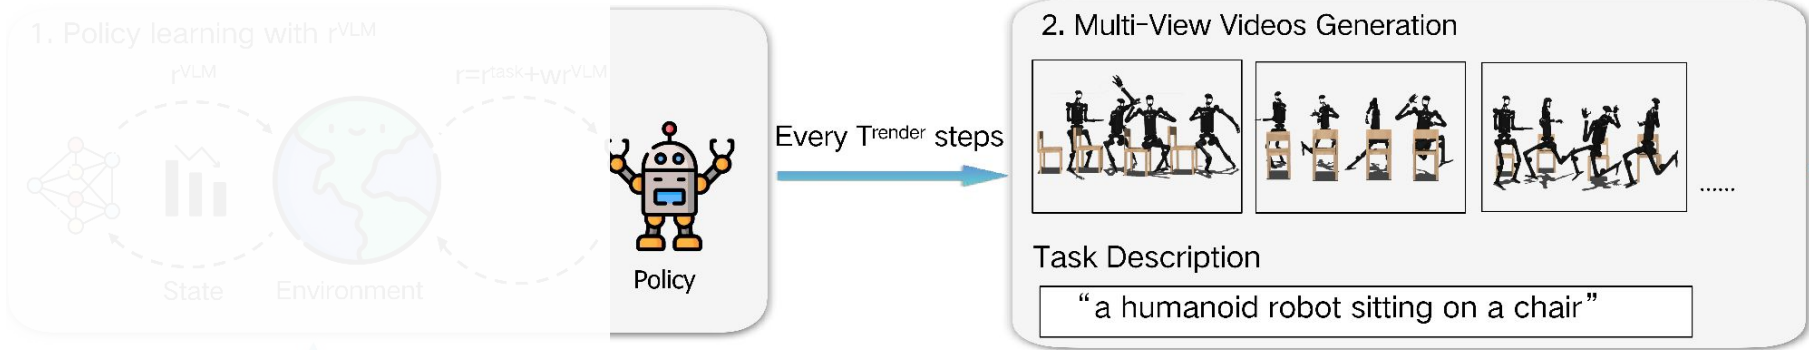 1. Policy learning with r^VLM
r^VLM
r=r^task+wr^VLM
State
Environment
Policy
Every T^render steps
2. Multi-View Videos Generation
......
Task Description
“a humanoid robot sitting on a chair”